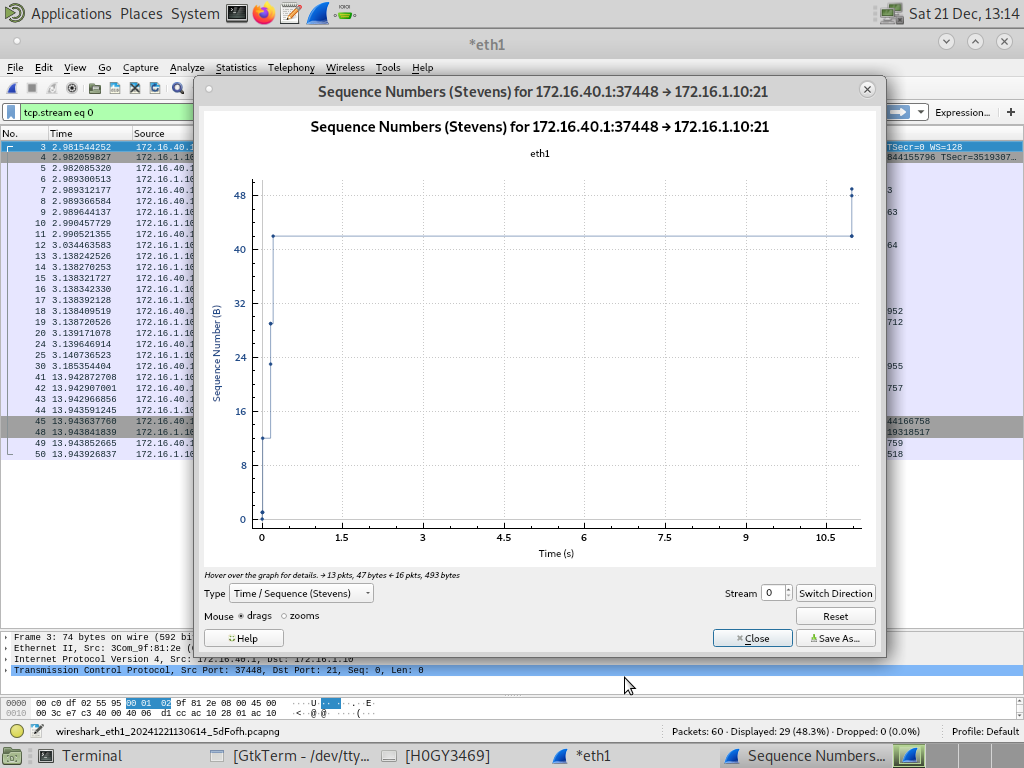 Applications Places System Sat 21 Dec, 13:14
*eth1
File Edit View Go Capture Analyze Statistics Telephony Wireless Tools Help
tcp.stream eq 0 Expression...
No. Time Source
3 2.981544252 172.16.40.1 TSecr=0 WS=128
4 2.982059827 172.16.1.10 844155796 TSecr=3519307…
5 2.982085320 172.16.40.1
6 2.989300513 172.16.1.10
7 2.989312177 172.16.40.1 3
8 2.989366584 172.16.40.1
9 2.989644137 172.16.1.10 63
10 2.990457729 172.16.1.10
11 2.990521355 172.16.40.1
12 3.034463583 172.16.1.10 64
13 3.138242526 172.16.1.10
14 3.138270253 172.16.40.1
15 3.138321727 172.16.40.1
16 3.138342330 172.16.1.10
17 3.138392128 172.16.1.10
18 3.138409519 172.16.40.1 952
19 3.138720526 172.16.1.10 712
20 3.139171078 172.16.1.10
24 3.139646914 172.16.40.1
25 3.140736523 172.16.1.10
30 3.185354404 172.16.40.1 955
41 13.942872708 172.16.1.10
42 13.942907001 172.16.40.1 757
43 13.942966856 172.16.40.1
44 13.943591245 172.16.1.10
45 13.943637760 172.16.40.1 44166758
48 13.943841839 172.16.1.10 19318517
49 13.943852665 172.16.40.1 759
50 13.943926837 172.16.1.10 518
Sequence Numbers (Stevens) for 172.16.40.1:37448 → 172.16.1.10:21
Sequence Numbers (Stevens) for 172.16.40.1:37448 → 172.16.1.10:21
eth1
Sequence Number (B)
48
40
32
24
16
8
0
0 1.5 3 4.5 6 7.5 9 10.5
Time (s)
Hover over the graph for details. → 13 pkts, 47 bytes ← 16 pkts, 493 bytes
Type Time / Sequence (Stevens) Stream 0 Switch Direction
Mouse drags zooms Reset
Help Close Save As...
Frame 3: 74 bytes on wire (592 bi
Ethernet II, Src: 3Com_9f:81:2e (
Internet Protocol Version 4, Src: 172.16.40.1, Dst: 172.16.1.10
Transmission Control Protocol, Src Port: 37448, Dst Port: 21, Seq: 0, Len: 0
0000 00 c0 df 02 55 95 00 01 02 9f 81 2e 08 00 45 00 ····U··· ···.··E·
0010 00 3c e7 c3 40 00 40 06 d1 cc ac 10 28 01 ac 10 ·<··@·@· ····(···
wireshark_eth1_20241221130614_5dFofh.pcapng Packets: 60 · Displayed: 29 (48.3%) · Dropped: 0 (0.0%) Profile: Default
Terminal [GtkTerm - /dev/tty... [H0GY3469] *eth1 Sequence Numbers...